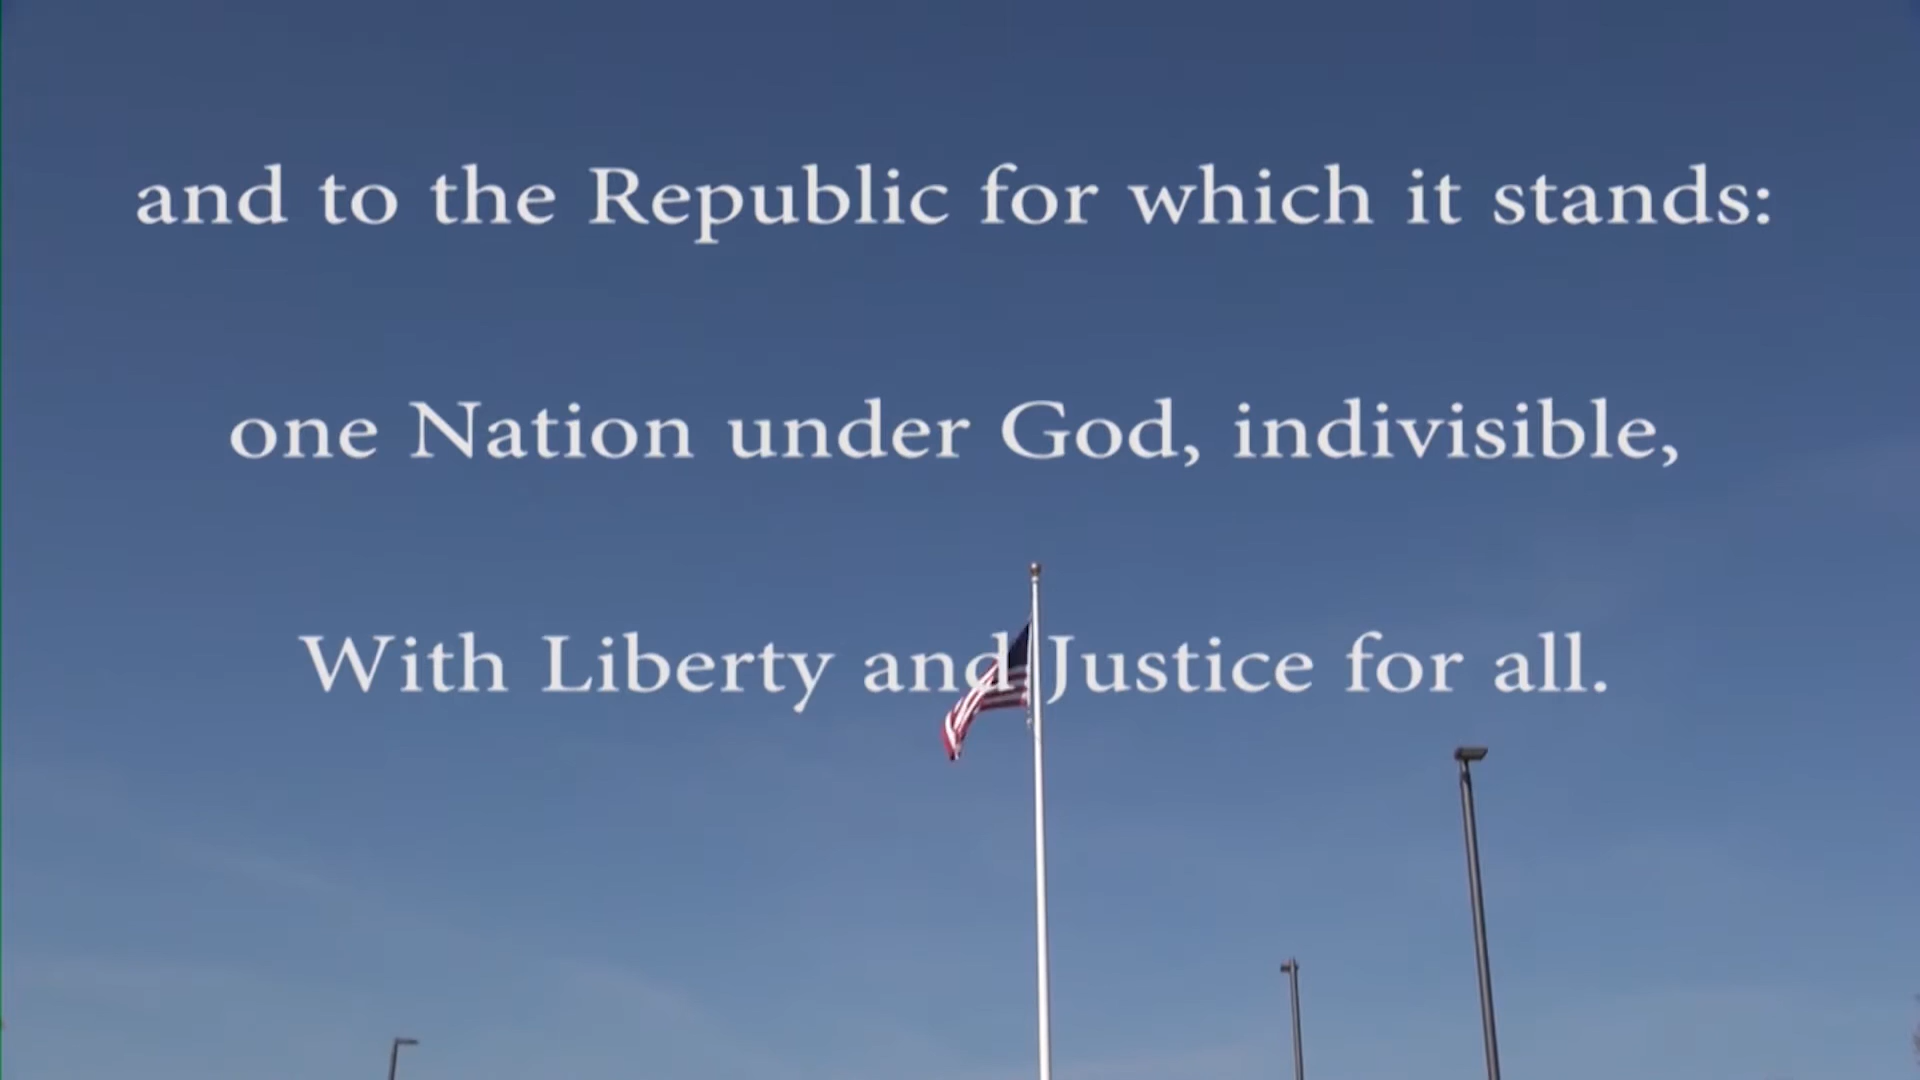 and to the Republic for which it stands:
one Nation under God, indivisible,
With Liberty and Justice for all.